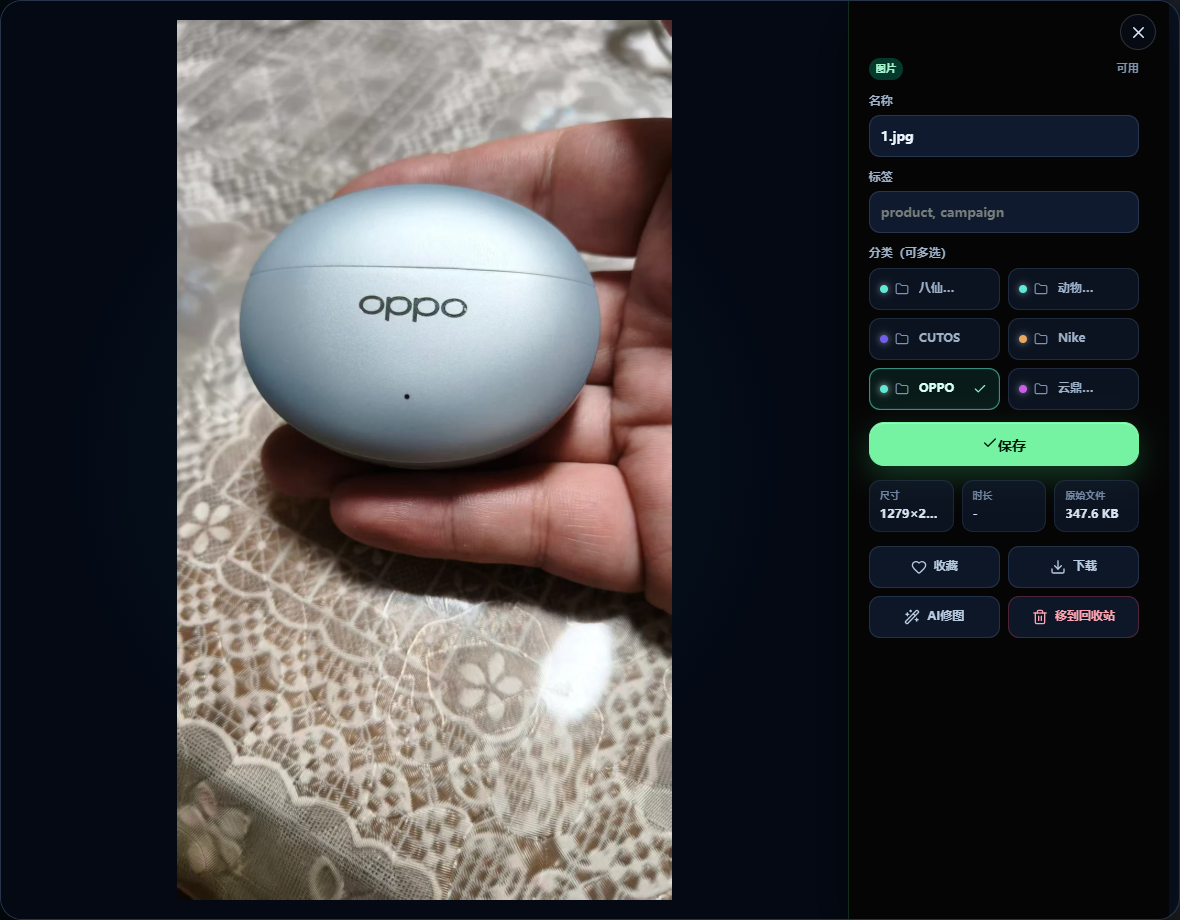 oppo
图片
可用
名称
1.jpg
标签
product, campaign
分类（可多选）
八仙...
动物...
CUTOS
Nike
OPPO
云鼎...
保存
尺寸
时长
原始文件
1279×2...
-
347.6 KB
收藏
下载
AI修图
移到回收站